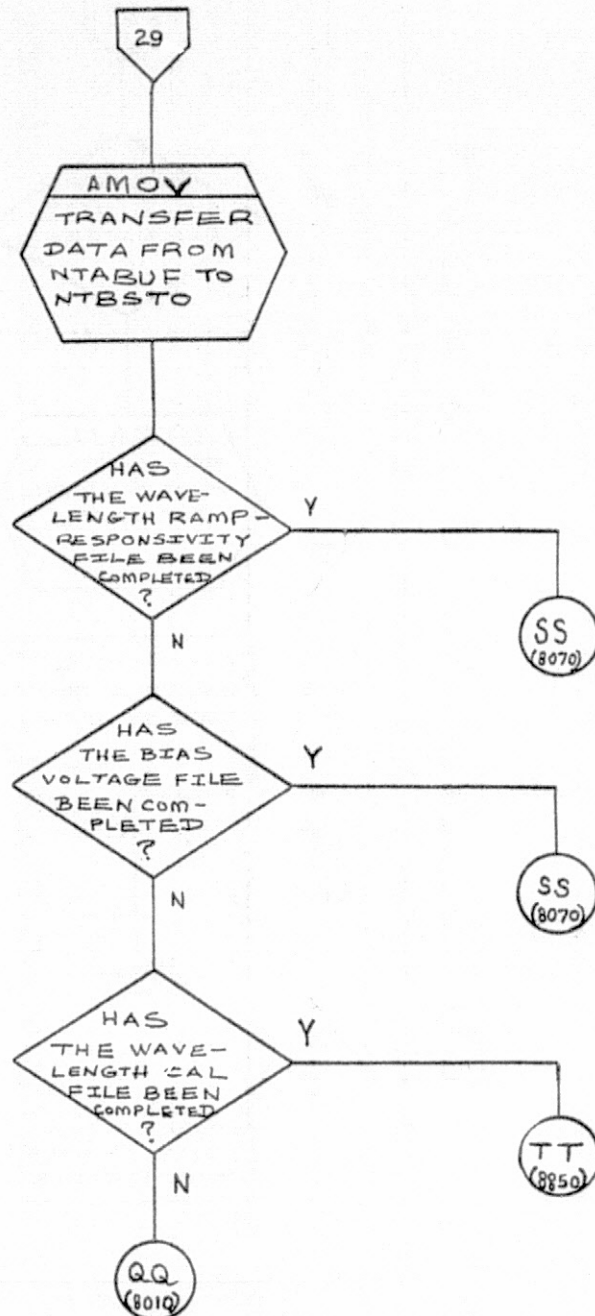 29
AMOV
TRANSFER
DATA FROM
NTABUF TO
NTBSTO
HAS
THE WAVE-
LENGTH RAMP-
RESPONSIVITY
FILE BEEN
COMPLETED
?
Y
SS
(8070)
N
HAS
THE BIAS
VOLTAGE FILE
BEEN COM-
PLETED
?
Y
SS
(8070)
N
HAS
THE WAVE-
LENGTH CAL
FILE BEEN
COMPLETED
?
Y
TT
(8850)
N
QQ
(8010)